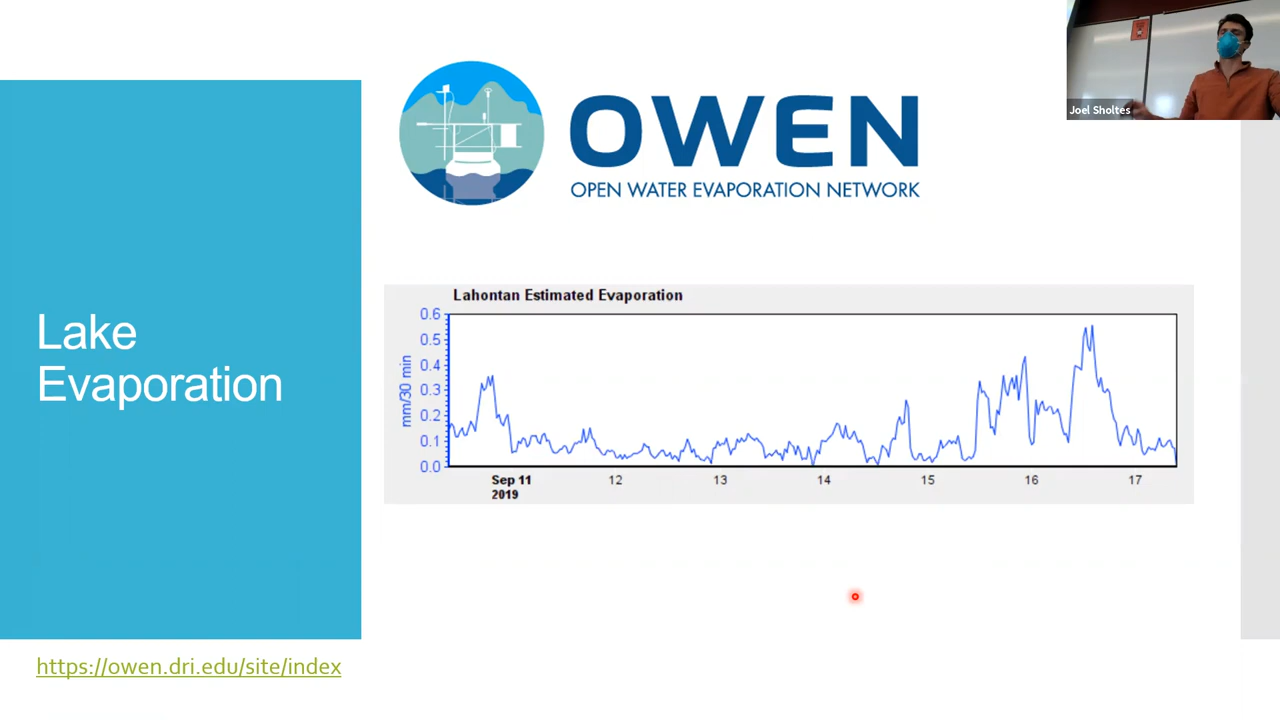 Joel Sholtes
OWEN
OPEN WATER EVAPORATION NETWORK
Lake
Evaporation
Lahontan Estimated Evaporation
mm/30 min
0.6
0.5
0.4
0.3
0.2
0.1
0.0
Sep 11 12 13 14 15 16 17
2019
https://owen.dri.edu/site/index